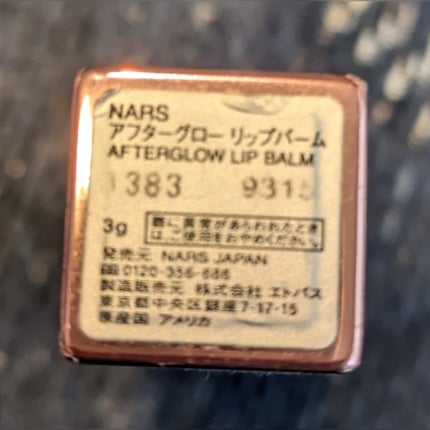 NARS
アフターグロー リップバーム
AFTERGLOW LIP BALM
1383 9315
3g
唇に異常があらわれたとき
は、ご使用をおやめください。
発売元 NARS JAPAN
0120-356-686
製造販売元 株式会社 エトバス
東京都中央区銀座7-17-15
原産国 アメリカ